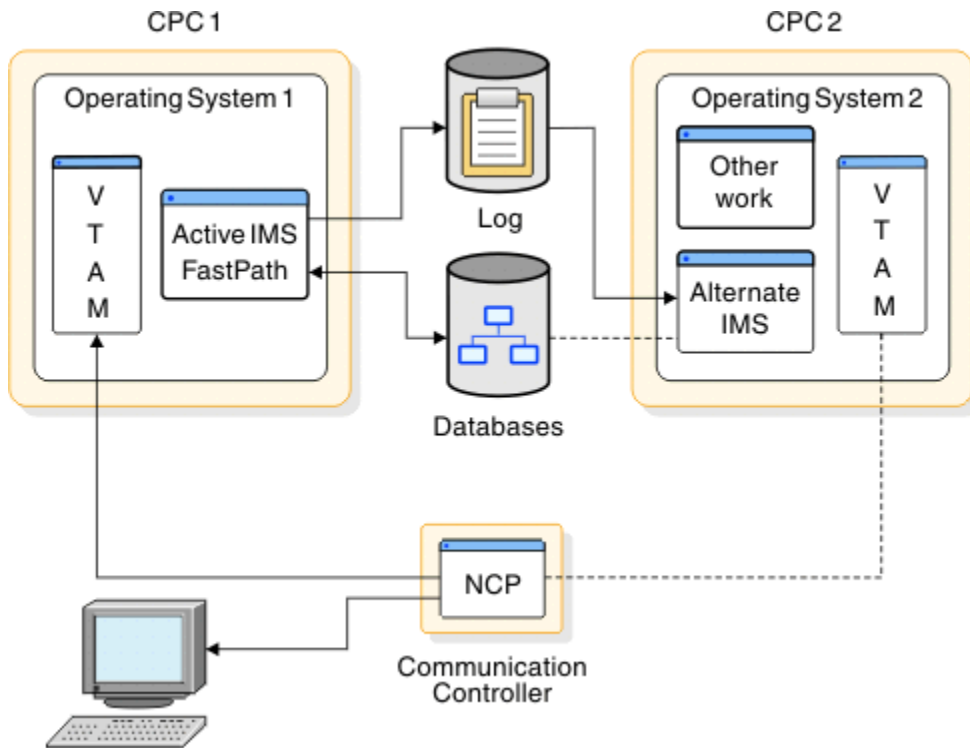 CPC 1
CPC 2
Operating System 1
V
T
A
M
Active IMS
FastPath
Log
Databases
Operating System 2
Other
work
Alternate
IMS
V
T
A
M
NCP
Communication
Controller